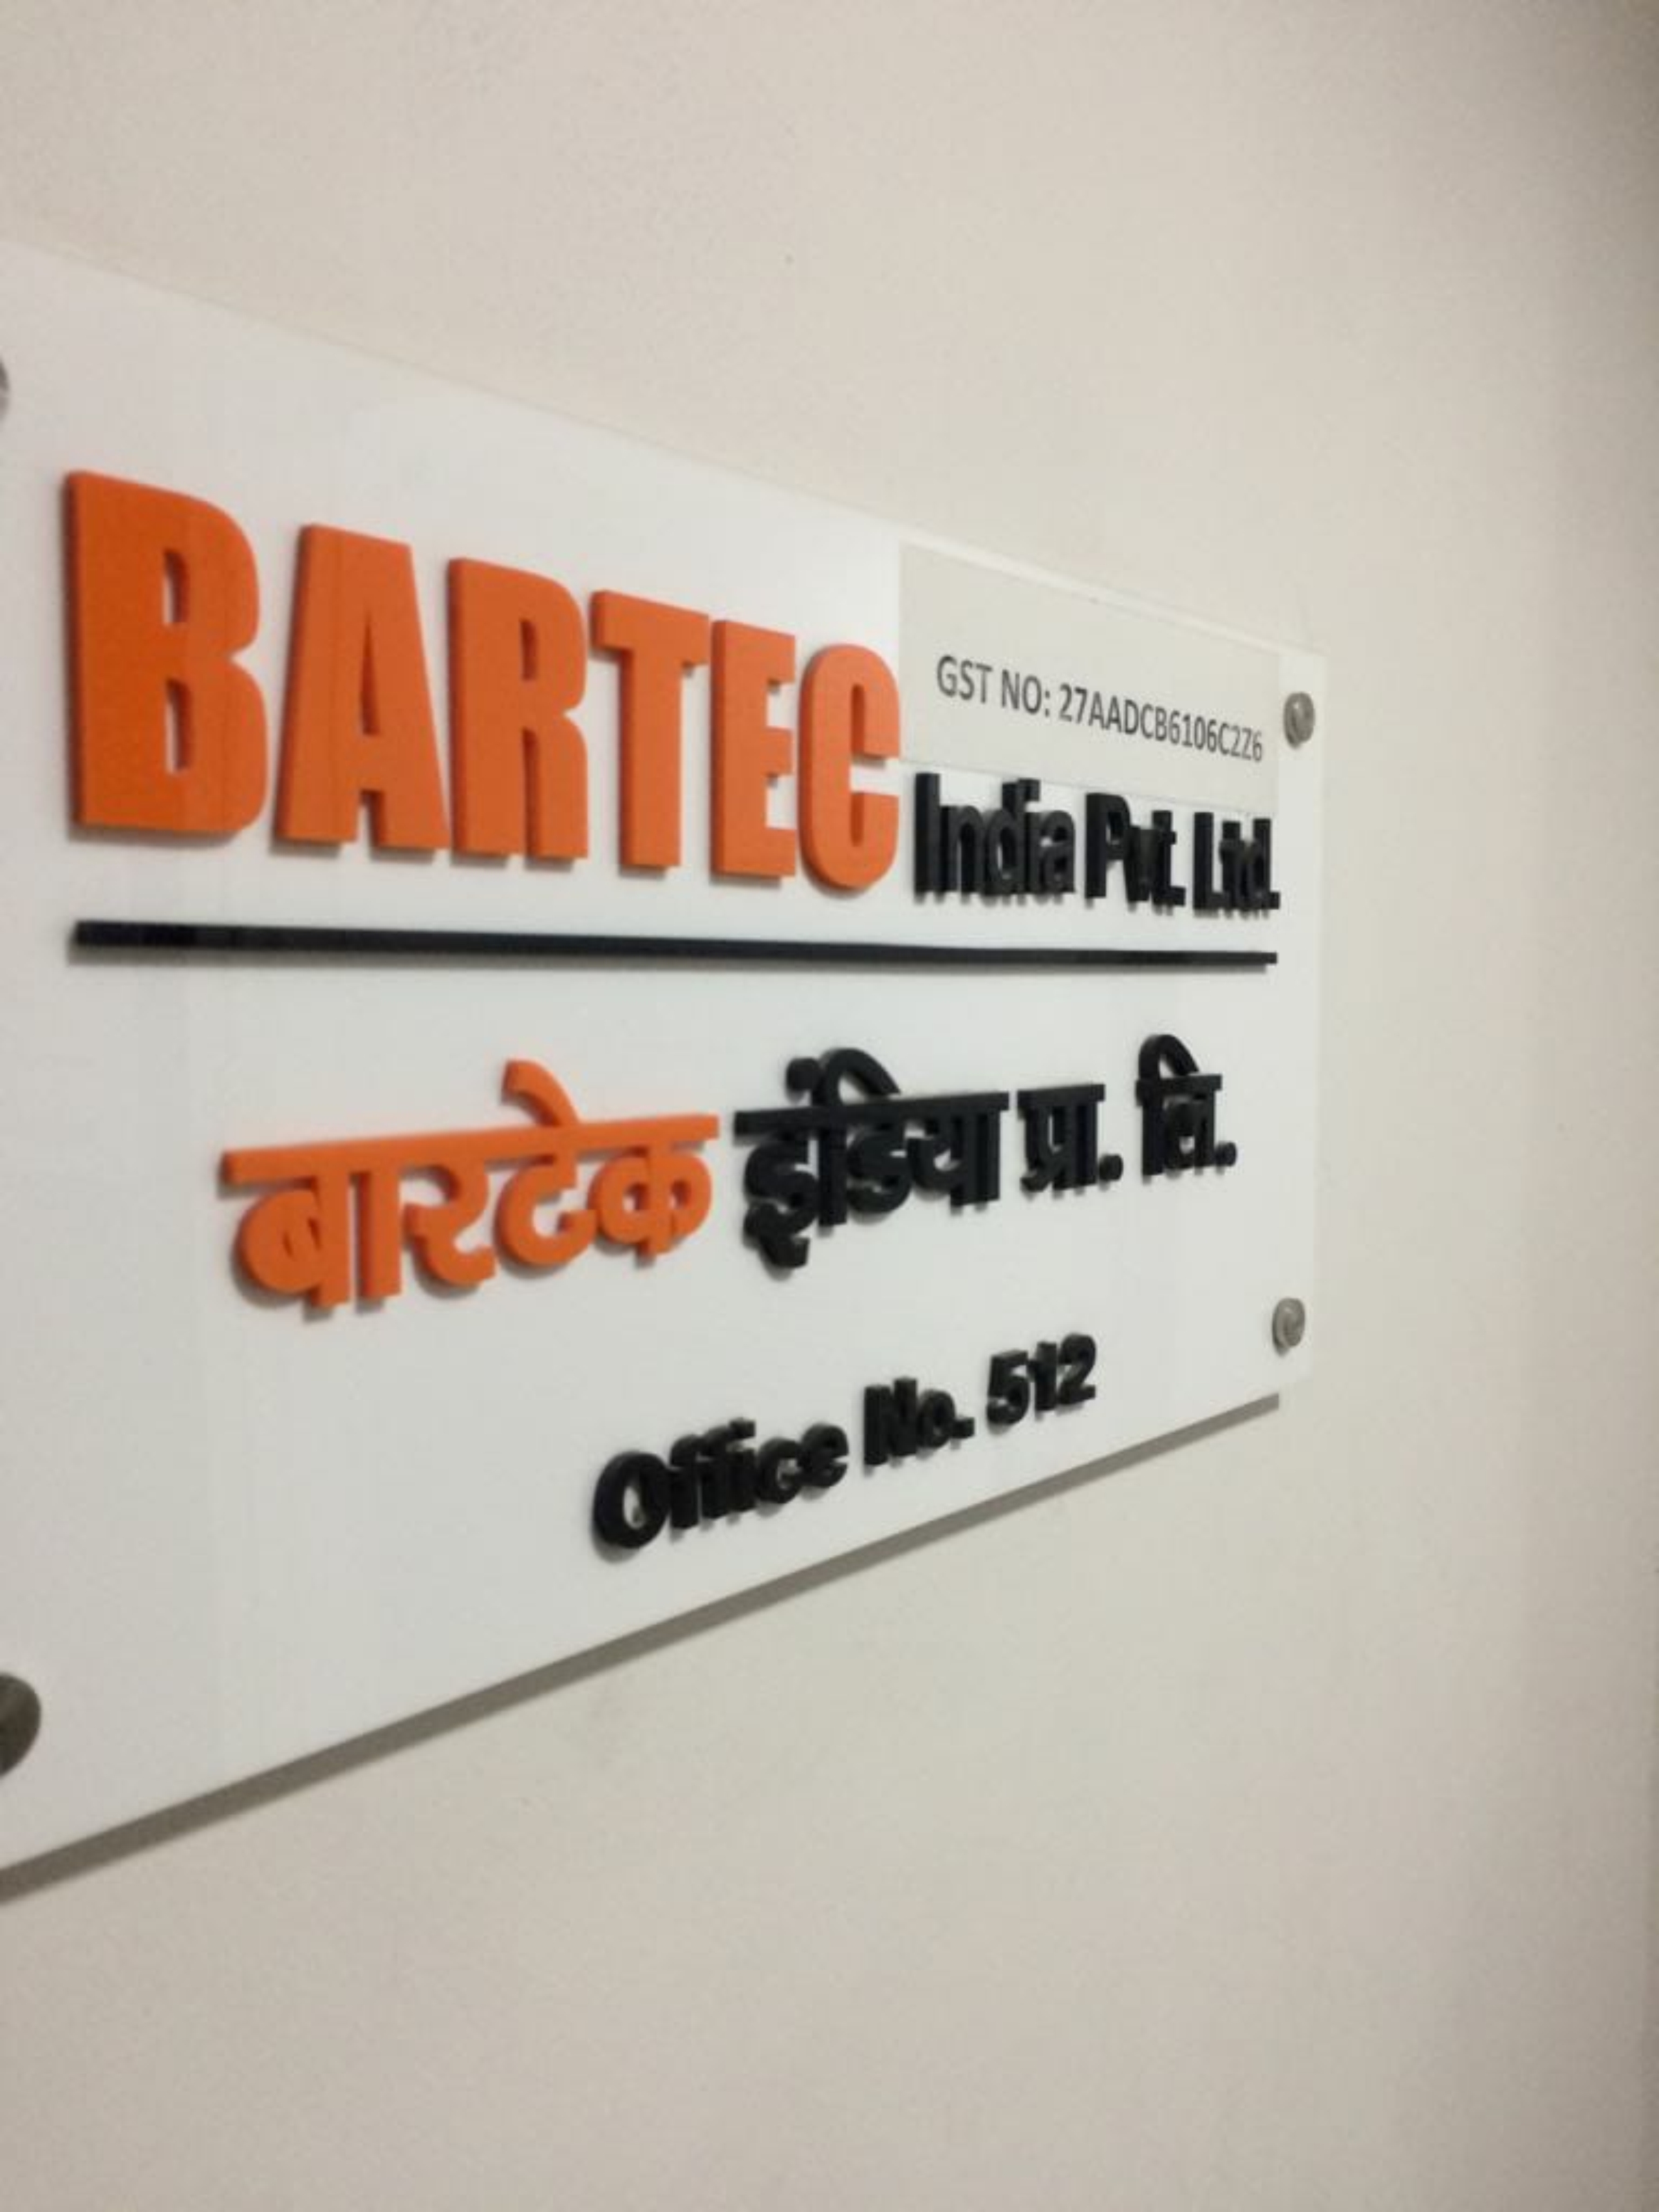 GST NO: 27AADCB6106C2Z6
BARTEC India Pvt. Ltd.
बारटेक इंडिया प्रा. लि.
Office No. 512